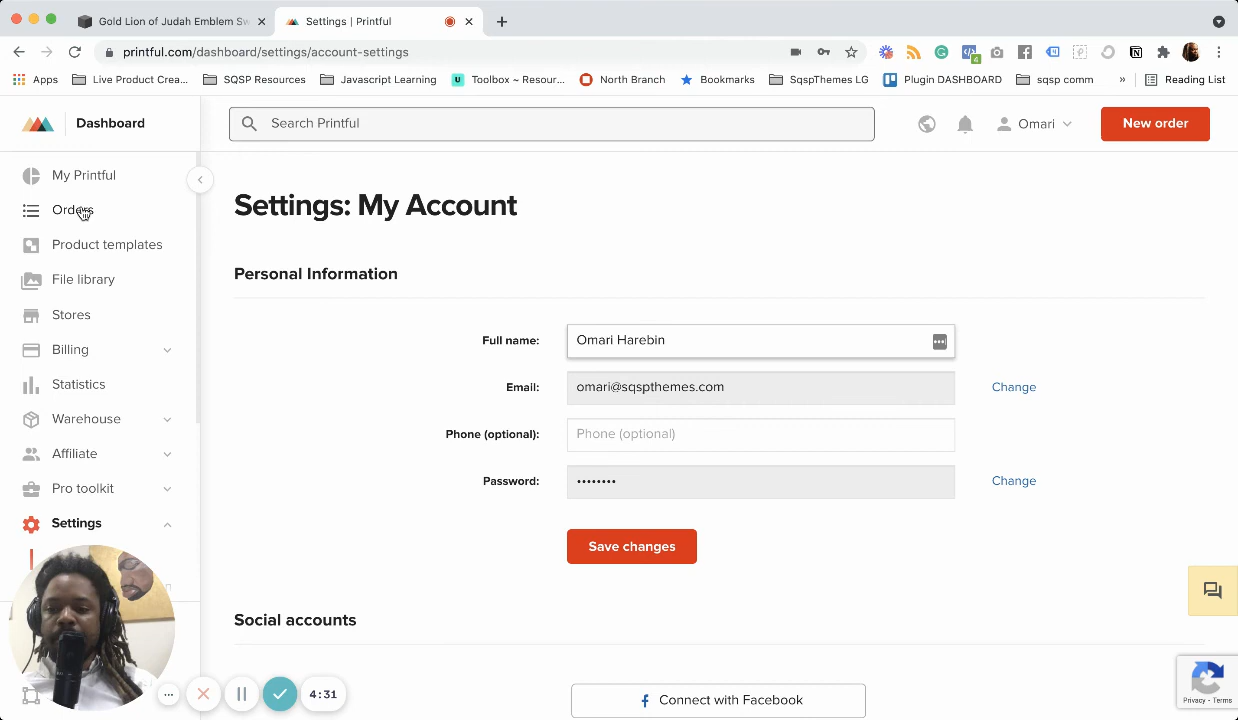 Gold Lion of Judah Emblem Sw
Settings | Printful
printful.com/dashboard/settings/account-settings
4
Apps
Live Product Crea...
SQSP Resources
Javascript Learning
Toolbox ~ Resour...
North Branch
Bookmarks
SqspThemes LG
Plugin DASHBOARD
sqsp comm
»
Reading List
Dashboard
Search Printful
Omari
New order
My Printful
Orders
Product templates
File library
Stores
Billing
Statistics
Warehouse
Affiliate
Pro toolkit
Settings
Settings: My Account
Personal Information
Full name:
Omari Harebin
Email:
omari@sqspthemes.com
Change
Phone (optional):
Phone (optional)
Password:
••••••••
Change
Save changes
Social accounts
Connect with Facebook
4:31
Privacy - Terms